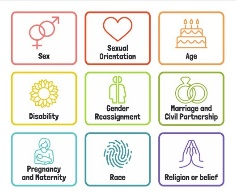 Sex
Sexual
Orientation
Age
Disability
Gender
Reassignment
Marriage and
Civil Partnership
Pregnancy
and Maternity
Race
Religion or belief